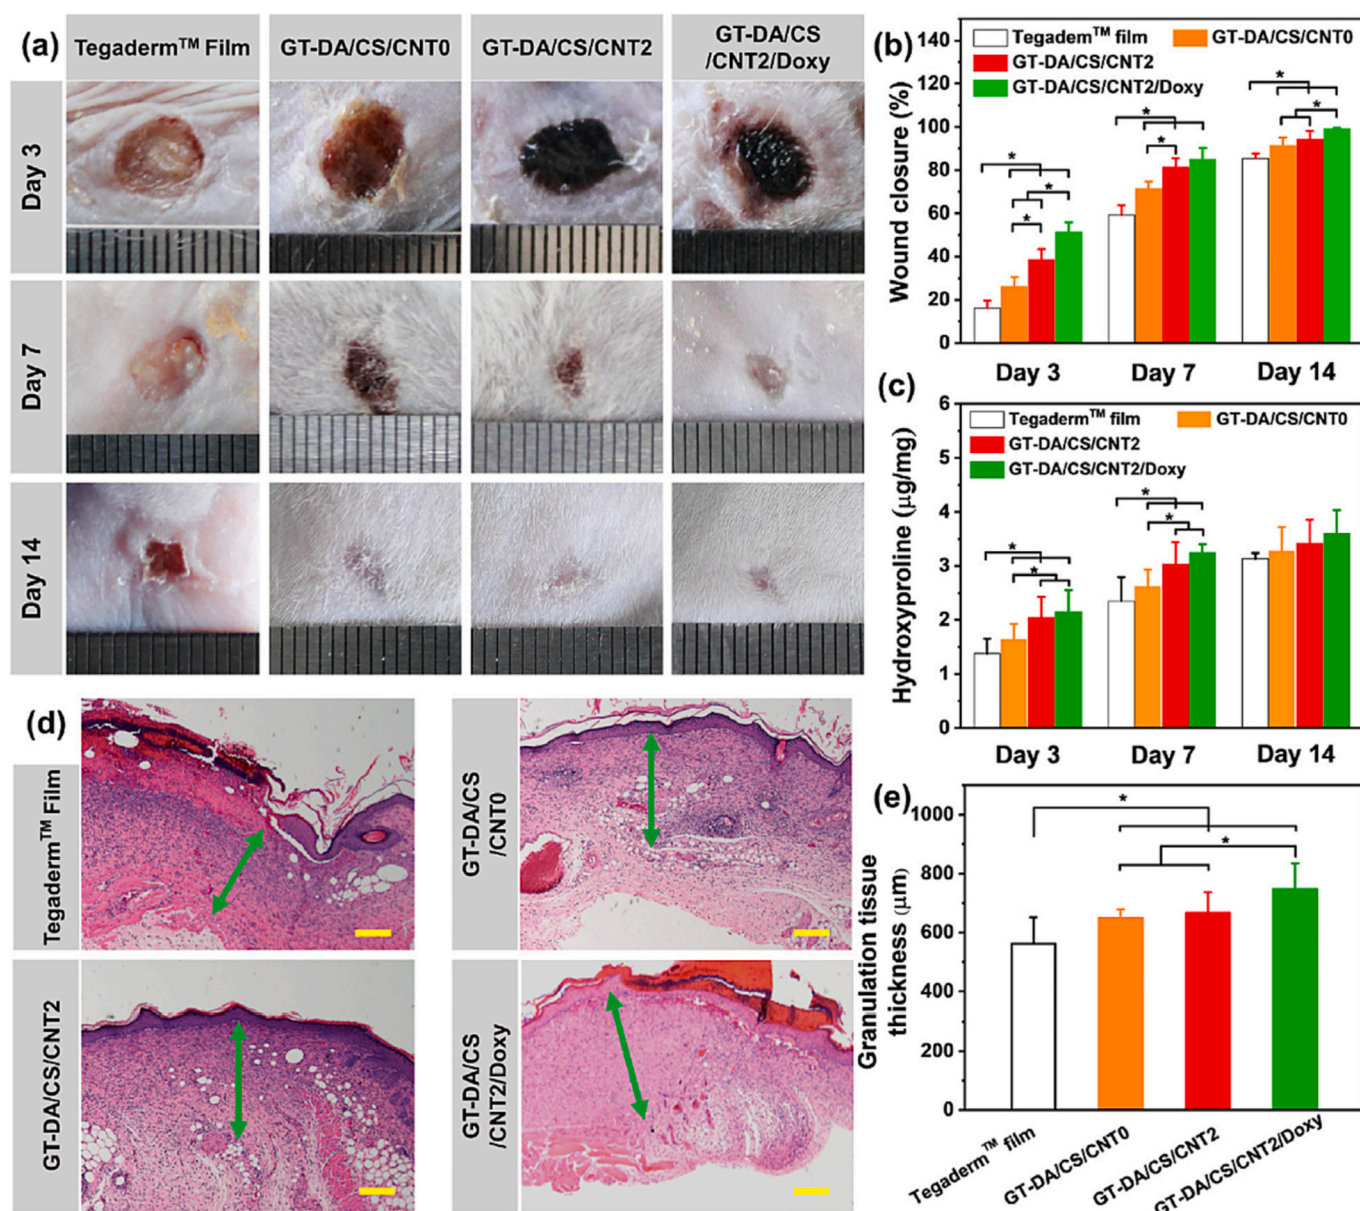 (a)
Tegaderm™ Film
GT-DA/CS/CNT0
GT-DA/CS/CNT2
GT-DA/CS
/CNT2/Doxy
Day 3
Day 7
Day 14
(b)
Wound closure (%)
140
120
100
80
60
40
20
0
Tegadem™ film
GT-DA/CS/CNT0
GT-DA/CS/CNT2
GT-DA/CS/CNT2/Doxy
*
*
*
*
*
*
*
Day 3
Day 7
Day 14
(c)
Hydroxyproline (μg/mg)
6
5
4
3
2
1
0
Tegaderm™ film
GT-DA/CS/CNT0
GT-DA/CS/CNT2
GT-DA/CS/CNT2/Doxy
*
*
*
*
Day 3
Day 7
Day 14
(d)
Tegaderm™ Film
GT-DA/CS
/CNT0
GT-DA/CS/CNT2
GT-DA/CS
/CNT2/Doxy
(e)
Granulation tissue
thickness (μm)
1000
800
600
400
200
0
*
*
Tegaderm™ film
GT-DA/CS/CNT0
GT-DA/CS/CNT2
GT-DA/CS/CNT2/Doxy